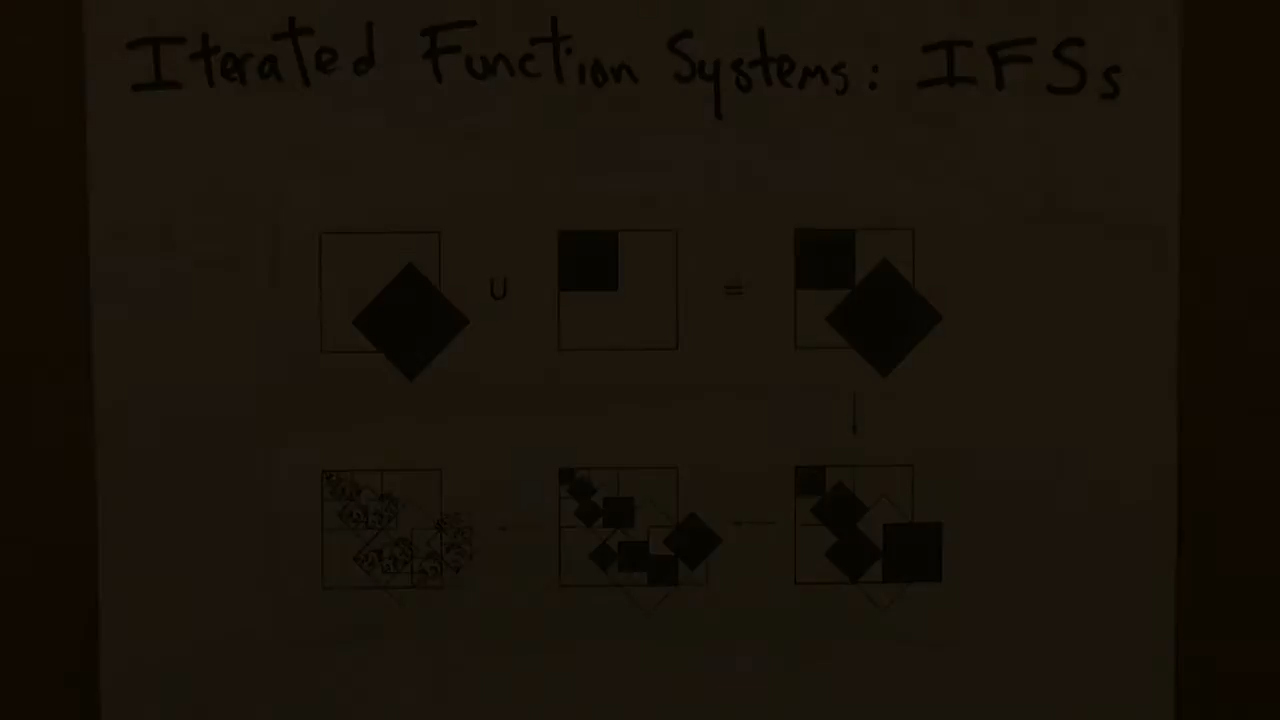 Iterated Function Systems: IFSs
U =